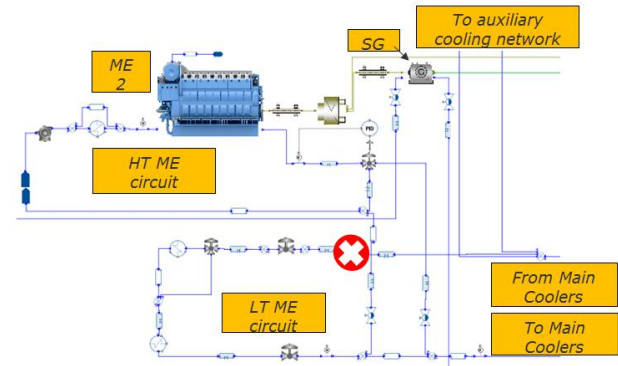 To auxiliary
cooling network
SG
ME
2
G
PID
HT ME
circuit
LT ME
circuit
From Main
Coolers
To Main
Coolers